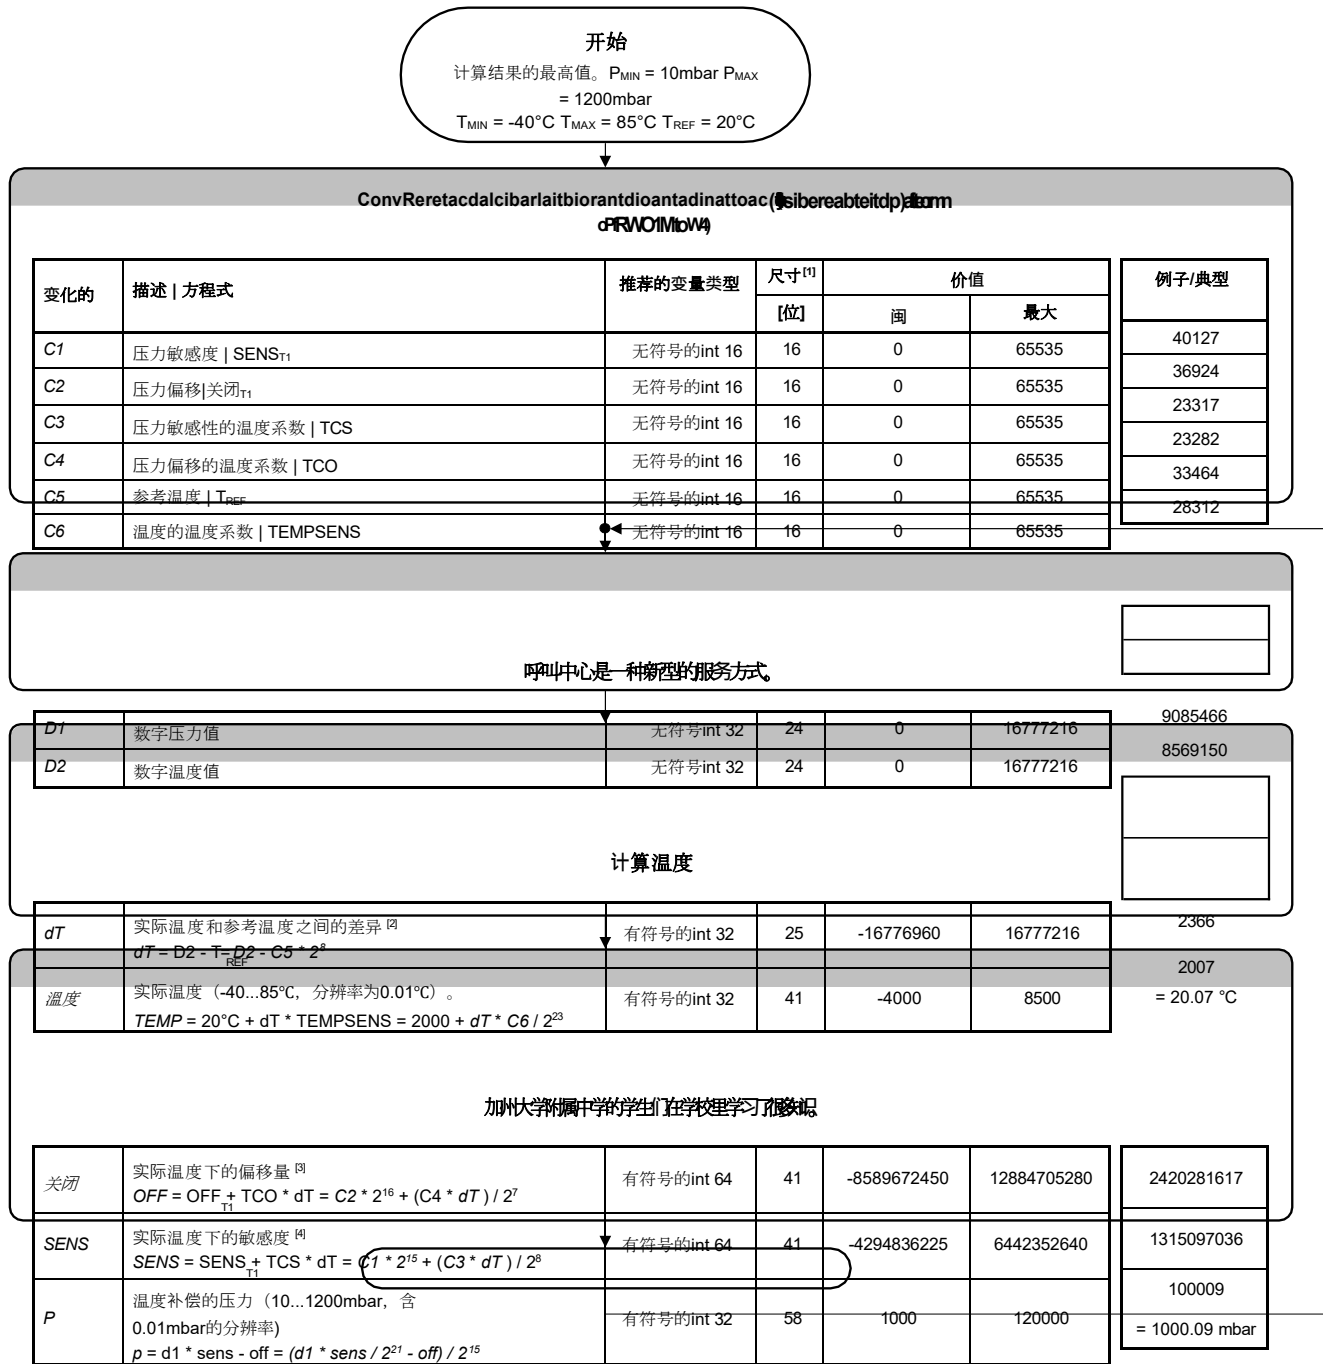 开始
计算结果的最高值。PMIN = 10mbar PMAX
= 1200mbar
TMIN = -40°C TMAX = 85°C TREF = 20°C
变化的 描述 | 方程式 推荐的变量类型 尺寸[1] 价值 例子/典型
[位] 闽 最大
C1 压力敏感度 | SENST1 无符号的int 16 16 0 65535 40127
C2 压力偏移|关闭T1 无符号的int 16 16 0 65535 36924
C3 压力敏感性的温度系数 | TCS 无符号的int 16 16 0 65535 23317
C4 压力偏移的温度系数 | TCO 无符号的int 16 16 0 65535 23282
C5 参考温度 | TREF 无符号的int 16 16 0 65535 33464
C6 温度的温度系数 | TEMPSENS 无符号的int 16 16 0 65535 28312
呼叫中心是一种新型的服务方式。
D1 数字压力值 无符号int 32 24 0 16777216 9085466
D2 数字温度值 无符号int 32 24 0 16777216 8569150
计算温度
dT 实际温度和参考温度之间的差异 [2] 有符号的int 32 25 -16776960 16777216 2366
dT = D2 - TREF = D2 - C5 * 2⁸
温度 实际温度（-40...85℃，分辨率为0.01℃）。 有符号的int 32 41 -4000 8500 2007
= 20.07 °C
TEMP = 20°C + dT * TEMPSENS = 2000 + dT * C6 / 2²³
加州大学附属中学的学生们在学校里学习了很多知识。
关闭 实际温度下的偏移量 [3] 有符号的int 64 41 -8589672450 12884705280 2420281617
OFF = OFFT1 + TCO * dT = C2 * 2¹⁶ + (C4 * dT ) / 2⁷
SENS 实际温度下的敏感度 [4] 有符号的int 64 41 -4294836225 6442352640 1315097036
SENS = SENST1 + TCS * dT = C1 * 2¹⁵ + (C3 * dT ) / 2⁸
P 温度补偿的压力（10...1200mbar，含 有符号的int 32 58 1000 120000 100009
0.01mbar的分辨率) = 1000.09 mbar
p = d1 * sens - off = (d1 * sens / 2²¹ - off) / 2¹⁵